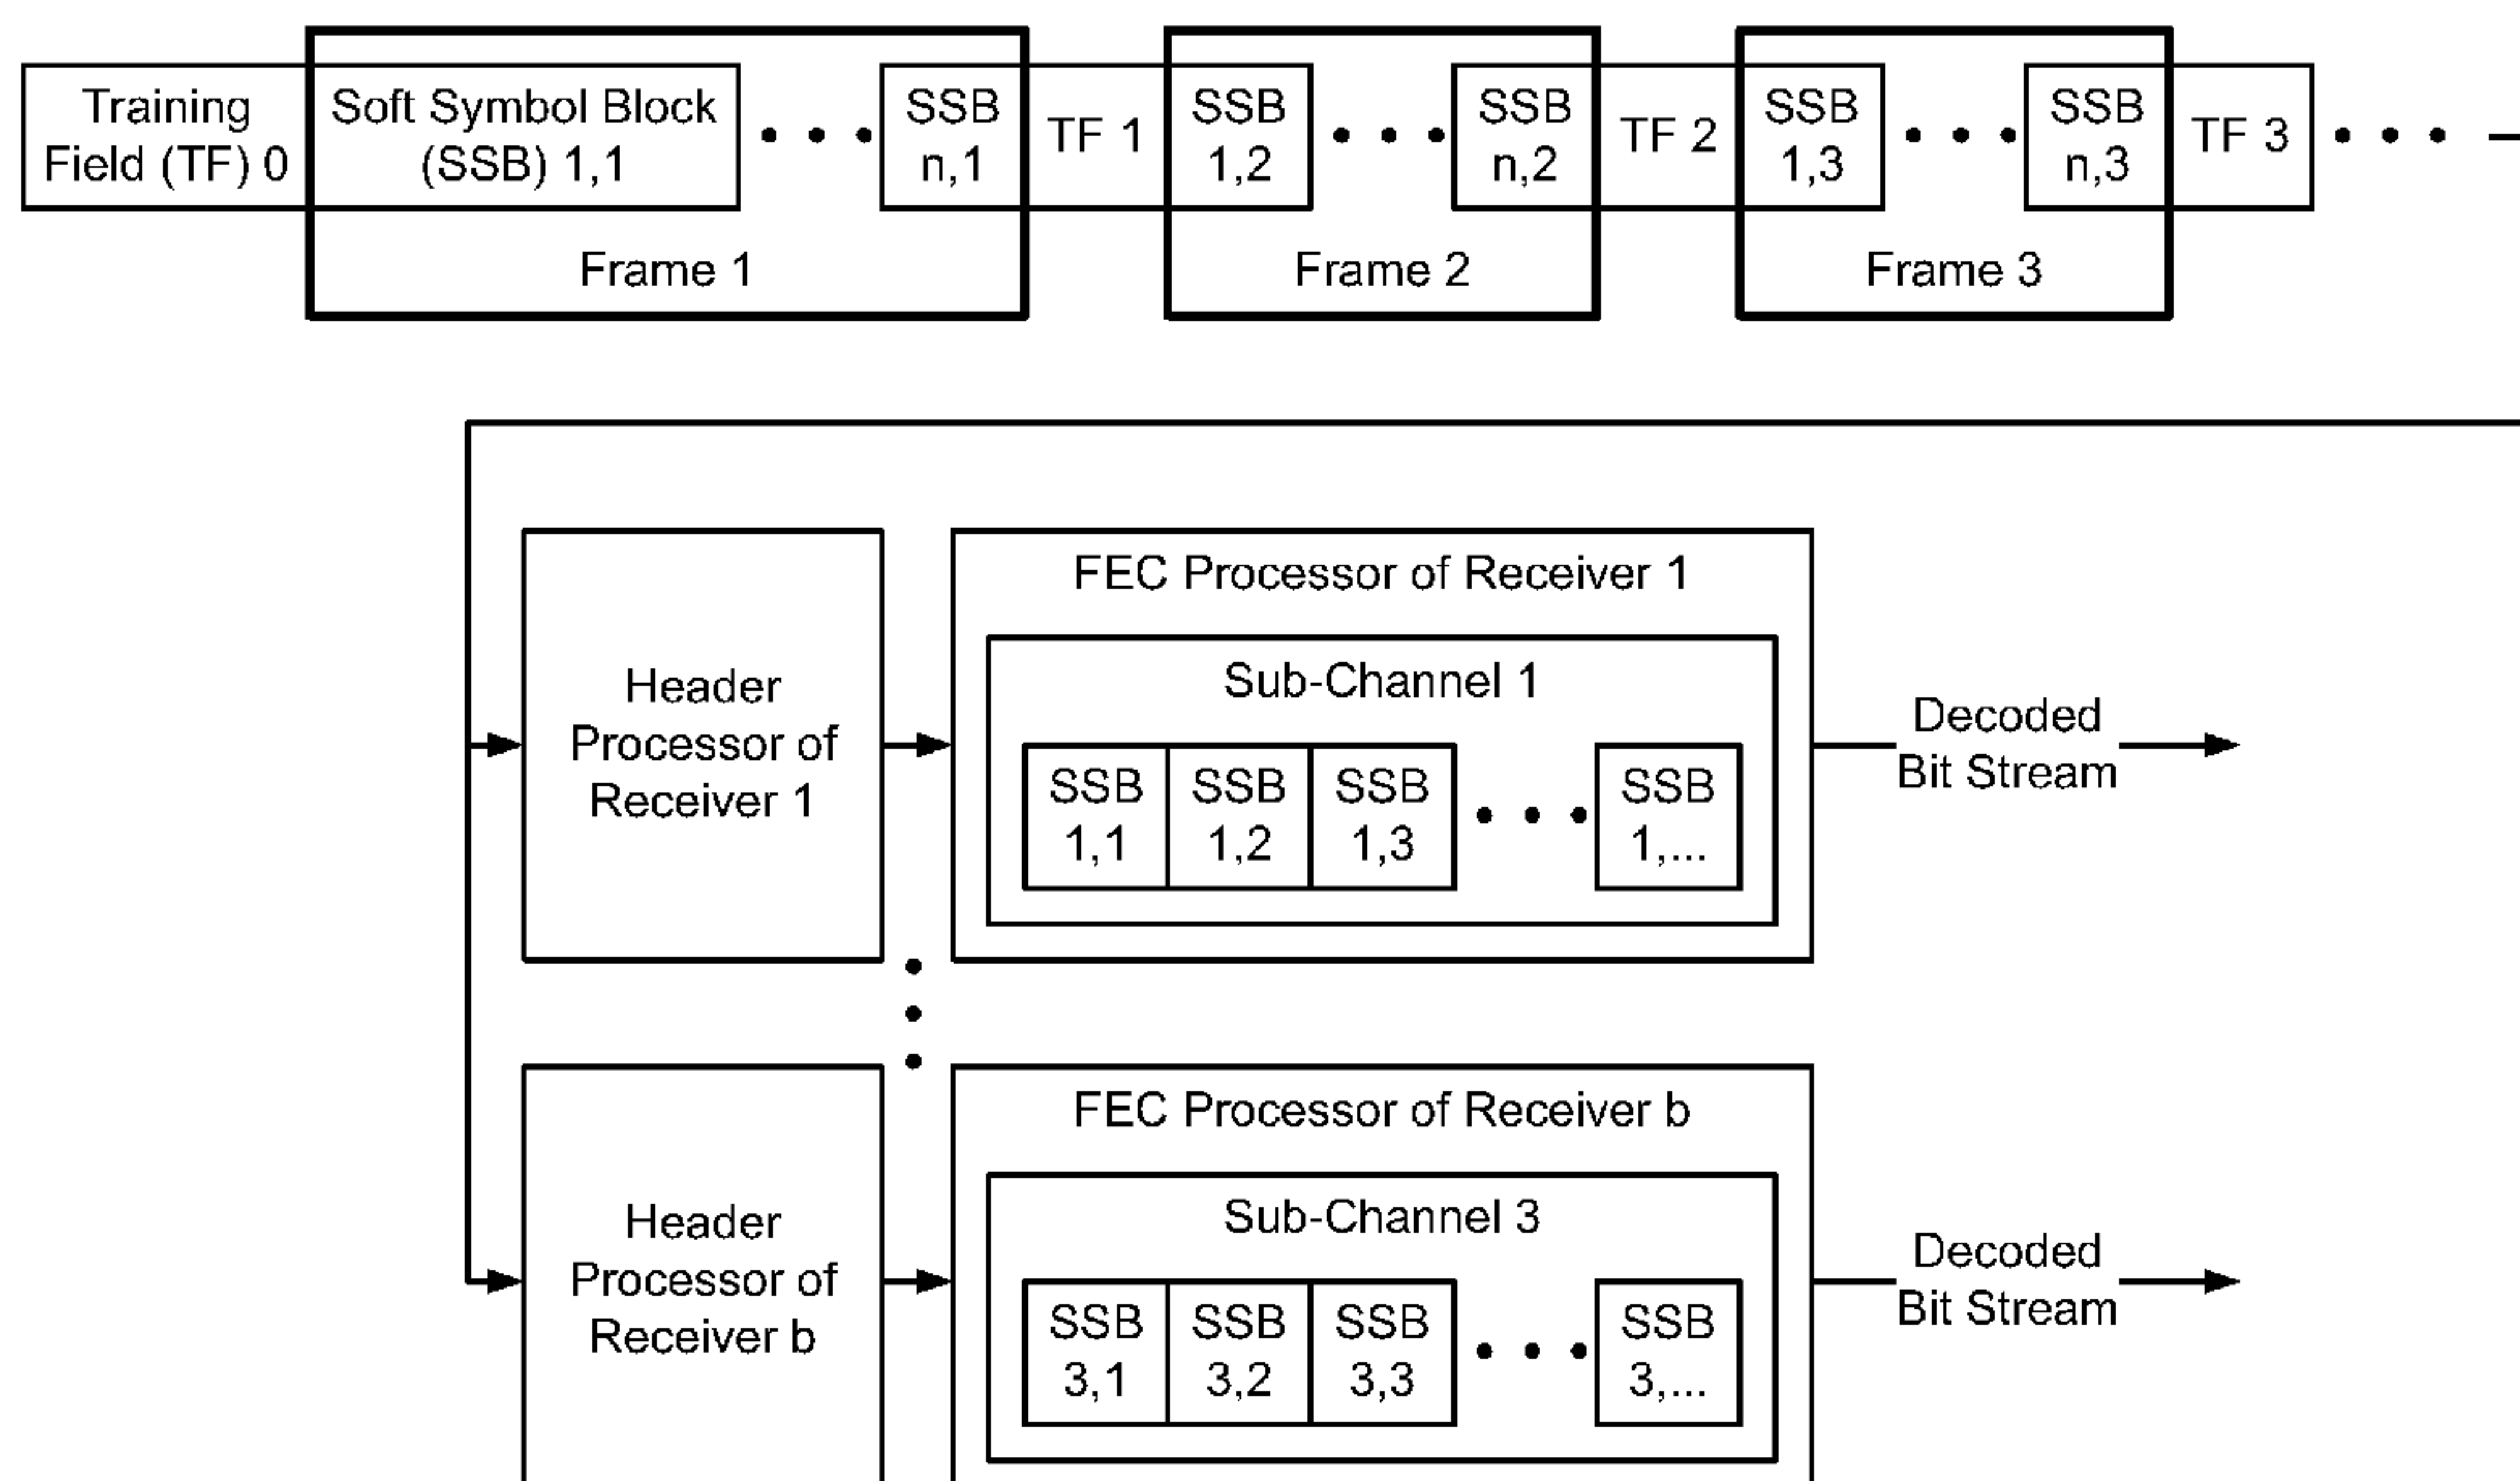 Training
Field (TF) 0
Soft Symbol Block
(SSB) 1,1
• • •
SSB
n,1
TF 1
SSB
1,2
• • •
SSB
n,2
TF 2
SSB
1,3
• • •
SSB
n,3
TF 3
• • •
Frame 1
Frame 2
Frame 3
Header
Processor of
Receiver 1
FEC Processor of Receiver 1
Sub-Channel 1
SSB
1,1
SSB
1,2
SSB
1,3
• • •
SSB
1,...
Decoded
Bit Stream
Header
Processor of
Receiver b
FEC Processor of Receiver b
Sub-Channel 3
SSB
3,1
SSB
3,2
SSB
3,3
• • •
SSB
3,...
Decoded
Bit Stream